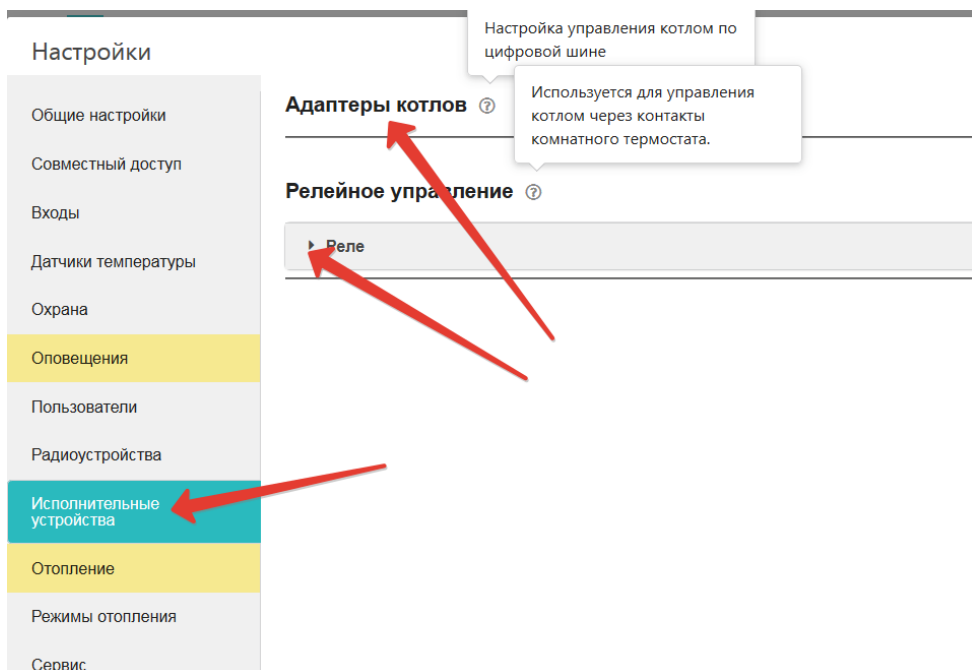 Настройка управления котлом по
цифровой шине
Настройки
Используется для управления
котлом через контакты
комнатного термостата.
Адаптеры котлов ?
Общие настройки
Совместный доступ
Релейное управление ?
Входы
Реле
Датчики температуры
Охрана
Оповещения
Пользователи
Радиоустройства
Исполнительные
устройства
Отопление
Режимы отопления
Сервис